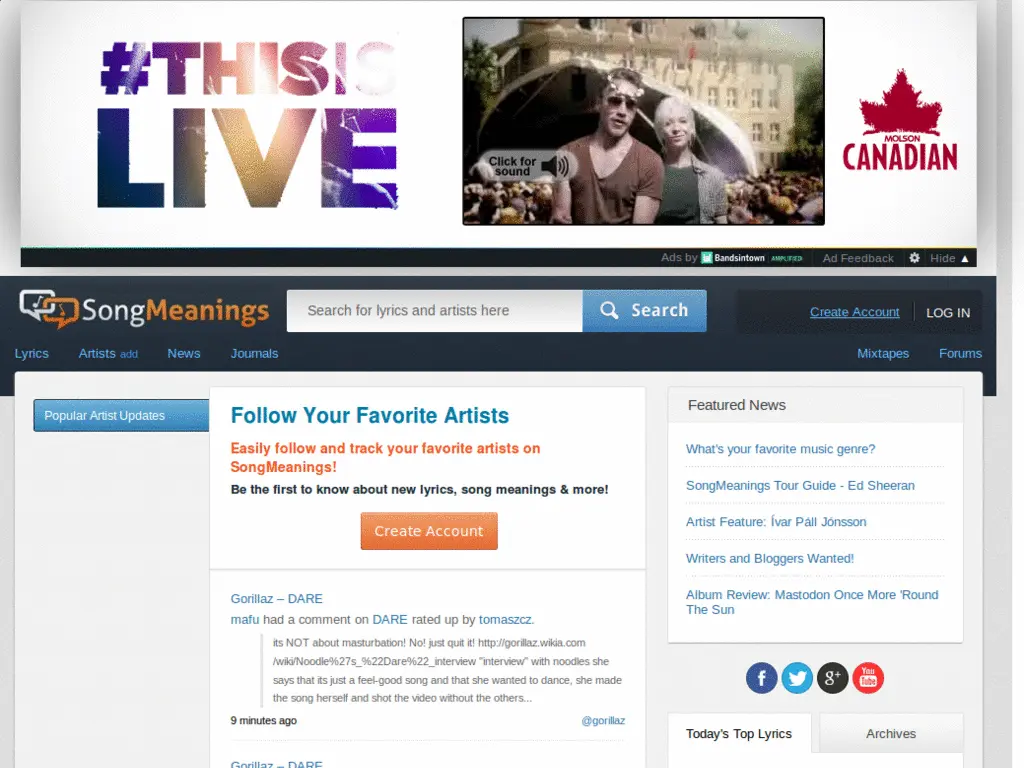 #THISIS
LIVE
Click for
sound
MOLSON
CANADIAN
Ads by Bandsintown AMPLIFIED Ad Feedback Hide ▲
SongMeanings
Search for lyrics and artists here
Search
Create Account
LOG IN
Lyrics
Artists add
News
Journals
Mixtapes
Forums
Popular Artist Updates
Follow Your Favorite Artists
Easily follow and track your favorite artists on
SongMeanings!
Be the first to know about new lyrics, song meanings & more!
Create Account
Gorillaz – DARE
mafu had a comment on DARE rated up by tomaszcz.
its NOT about masturbation! No! just quit it! http://gorillaz.wikia.com
/wiki/Noodle%27s_%22Dare%22_interview "interview" with noodles she
says that its just a feel-good song and that she wanted to dance, she made
the song herself and shot the video without the others...
9 minutes ago
@gorillaz
Gorillaz – DARE
Featured News
What's your favorite music genre?
SongMeanings Tour Guide - Ed Sheeran
Artist Feature: Ívar Páll Jónsson
Writers and Bloggers Wanted!
Album Review: Mastodon Once More 'Round
The Sun
f
g+
You
Tube
Today's Top Lyrics
Archives